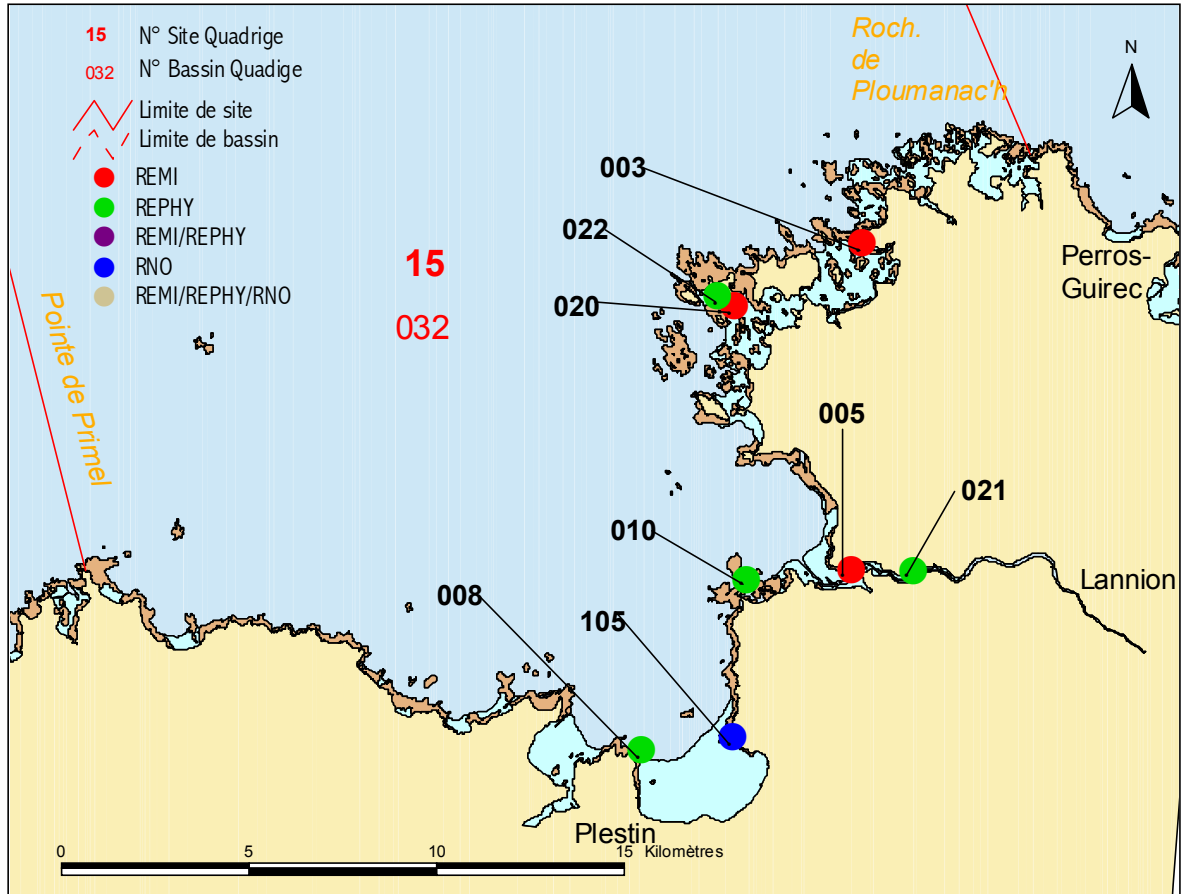 15 N° Site Quadrige
032 N° Bassin Quadige
Limite de site
Limite de bassin
REMI
REPHY
REMI/REPHY
RNO
REMI/REPHY/RNO
Roch.
de
Ploumanac'h
N
003
022
020
15
032
Perros-
Guirec
Pointe de Primel
005
021
010
Lannion
008
105
Plestin
0 5 10 15 Kilomètres